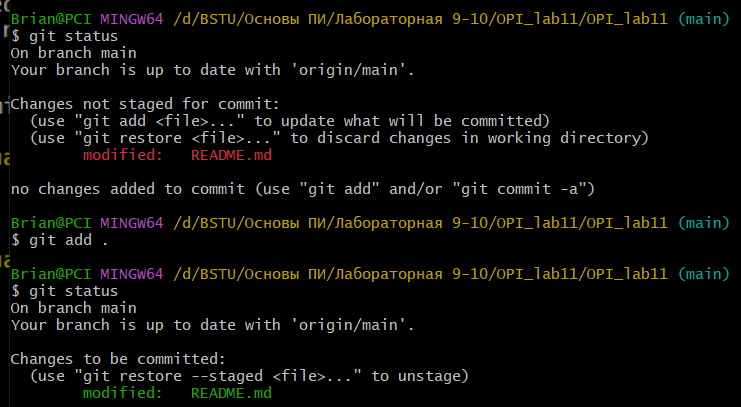 Brian@PCI MINGW64 /d/BSTU/Основы ПИ/Лабораторная 9-10/OPI_lab11/OPI_lab11 (main)
$ git status
On branch main
Your branch is up to date with 'origin/main'.
Changes not staged for commit:
  (use "git add <file>..." to update what will be committed)
  (use "git restore <file>..." to discard changes in working directory)
        modified:   README.md
no changes added to commit (use "git add" and/or "git commit -a")
Brian@PCI MINGW64 /d/BSTU/Основы ПИ/Лабораторная 9-10/OPI_lab11/OPI_lab11 (main)
$ git add .
Brian@PCI MINGW64 /d/BSTU/Основы ПИ/Лабораторная 9-10/OPI_lab11/OPI_lab11 (main)
$ git status
On branch main
Your branch is up to date with 'origin/main'.
Changes to be committed:
  (use "git restore --staged <file>..." to unstage)
        modified:   README.md